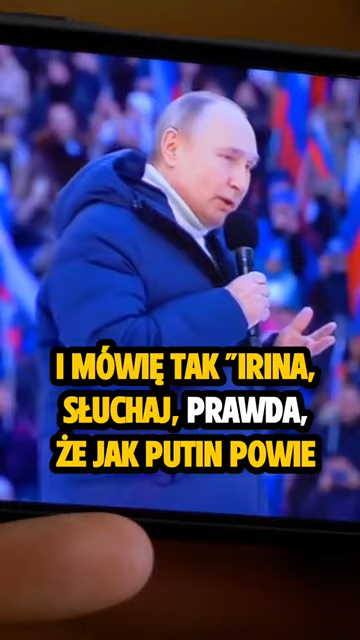 I MÓWIĘ TAK "IRINA,
SŁUCHAJ, PRAWDA,
ŻE JAK PUTIN POWIE